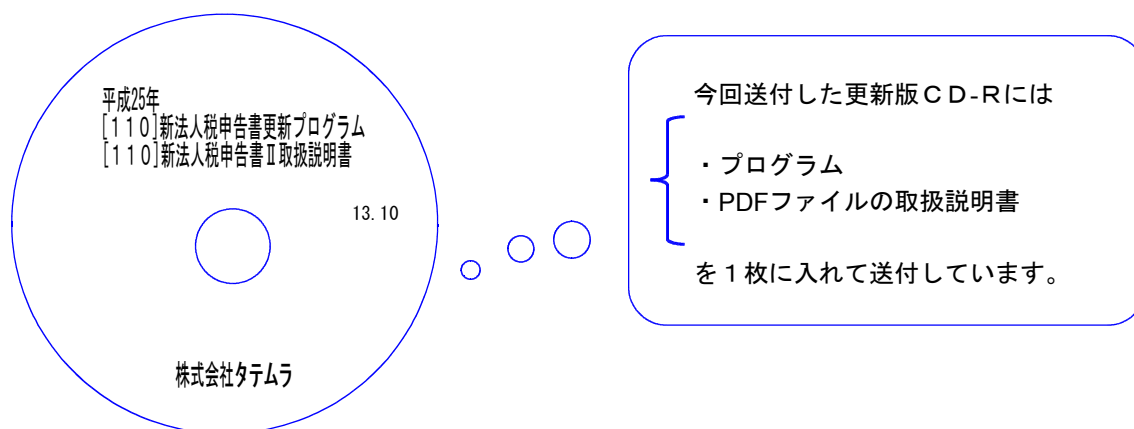 平成25年
[110]新法人税申告書更新プログラム
[110]新法人税申告書Ⅱ取扱説明書
13.10
株式会社タテムラ
今回送付した更新版CD-Rには
・プログラム
・PDFファイルの取扱説明書
を1枚に入れて送付しています。